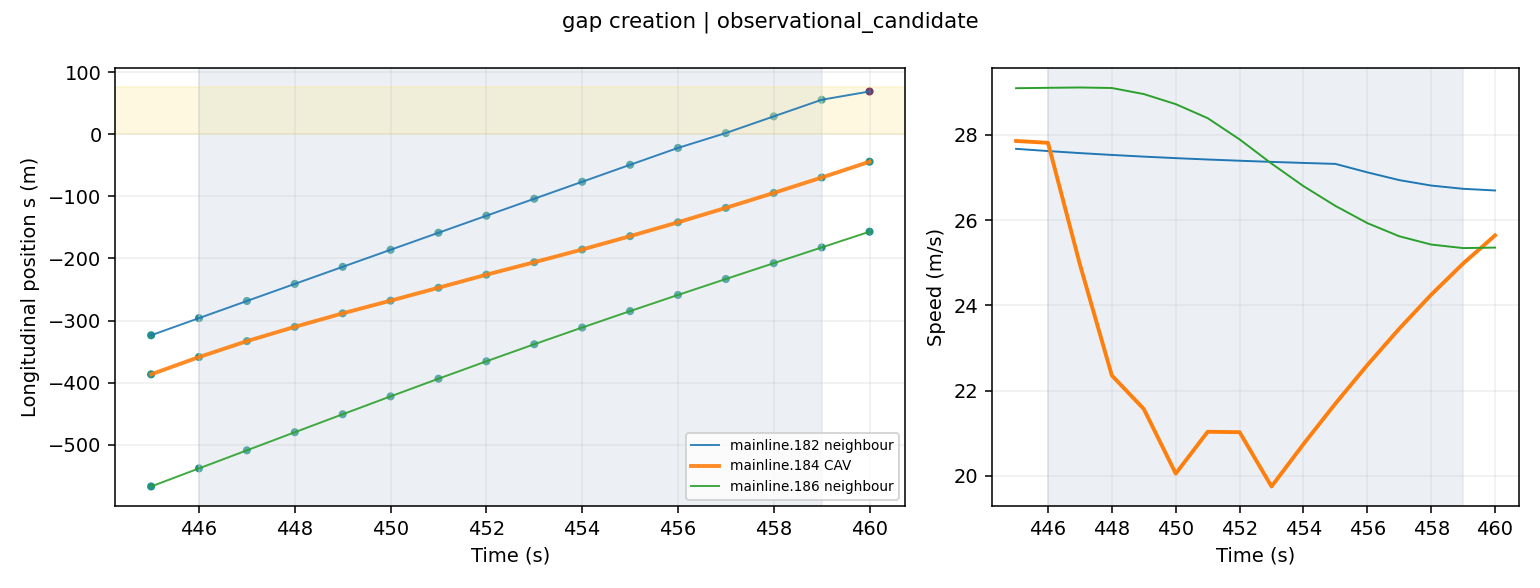 gap creation | observational_candidate
Longitudinal position s (m)
100
0
−100
−200
−300
−400
−500
446 448 450 452 454 456 458 460
Time (s)
mainline.182 neighbour
mainline.184 CAV
mainline.186 neighbour
Speed (m/s)
28
26
24
22
20
446 448 450 452 454 456 458 460
Time (s)